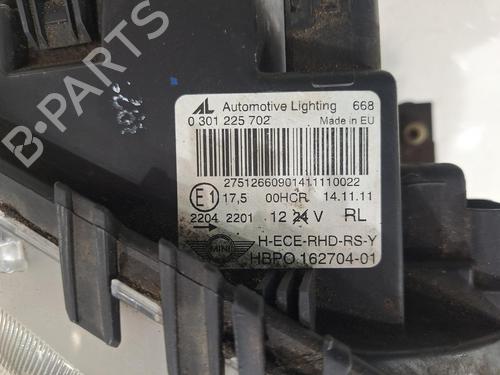 AL Automotive Lighting 668
0 301 225 702 Made in EU
27512660901411110022
E1 17,5 00HCR 14.11.11
2204 2201 12 24 V RL
MINI H-ECE-RHD-RS-Y
HBPO 162704-01
B-PARTS